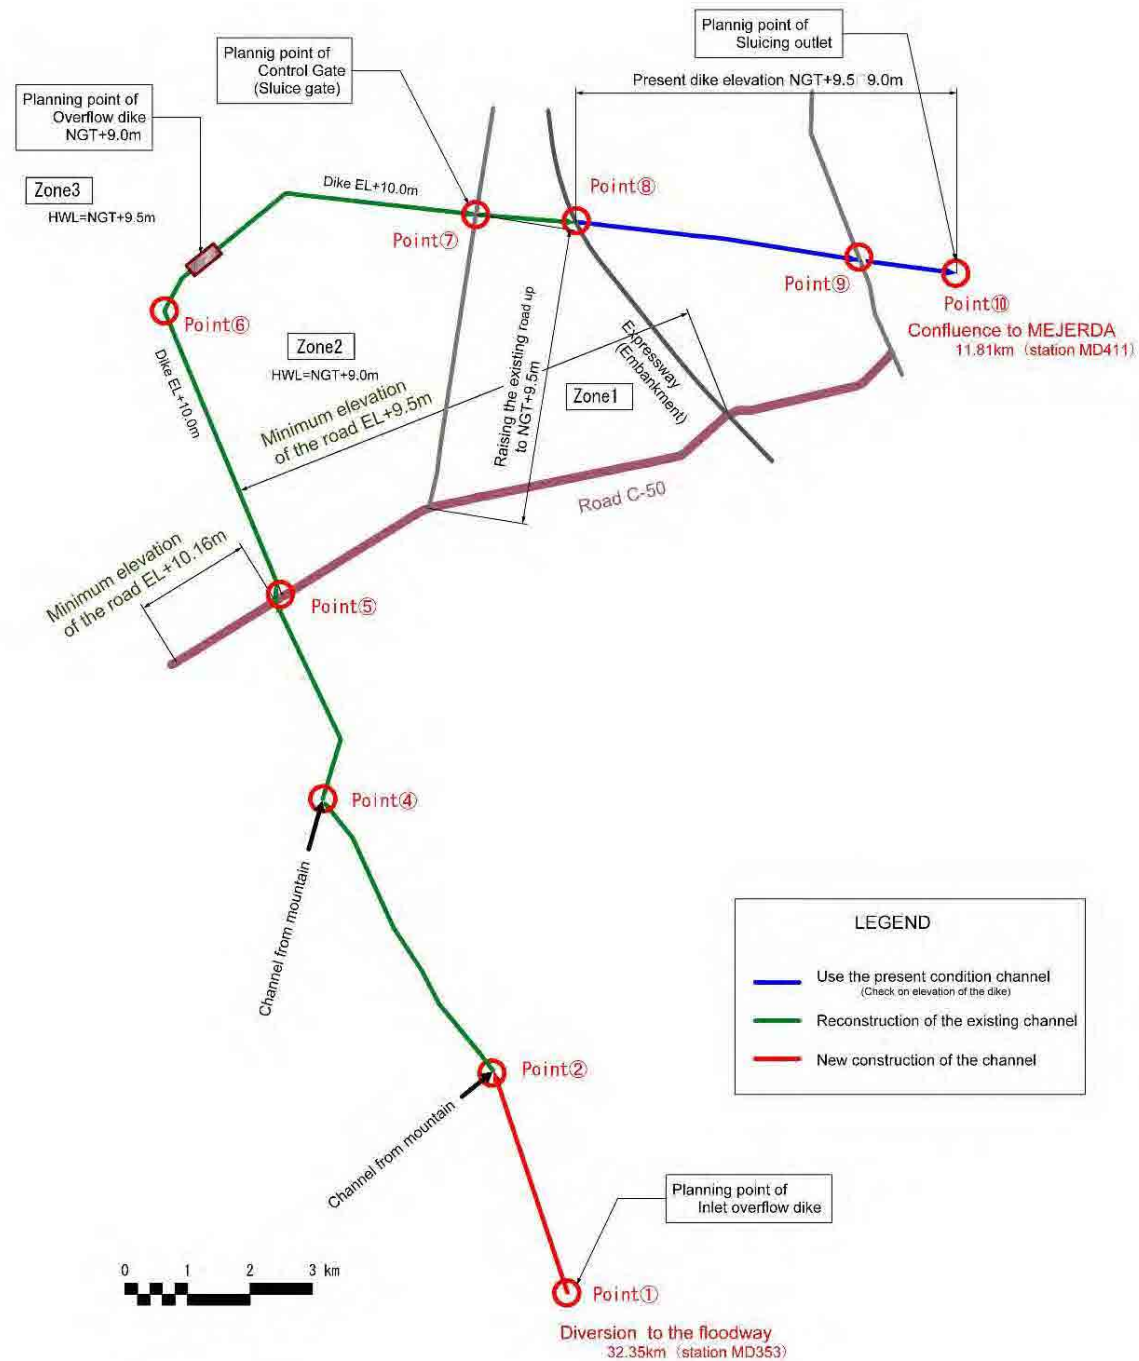 Plannig point of
Sluicing outlet
Plannig point of
Control Gate
(Sluice gate)
Present dike elevation NGT+9.5 9.0m
Planning point of
Overflow dike
NGT+9.0m
Zone3
HWL=NGT+9.5m
Dike EL+10.0m
Point⑧
Point⑦
Point⑨
Point⑩
Confluence to MEJERDA
11.81km (station MD411)
Point⑥
Zone2
HWL=NGT+9.0m
Dike EL+10.0m
Minimum elevation
of the road EL+9.5m
Raising the existing road up
to NGT+9.5m
Zone1
Expressway
(Embankment)
Road C-50
Minimum elevation
of the road EL+10.16m
Point⑤
Point④
Channel from mountain
LEGEND
Use the present condition channel
(Check on elevation of the dike)
Reconstruction of the existing channel
New construction of the channel
Point②
Channel from mountain
Planning point of
Inlet overflow dike
0 1 2 3 km
Point①
Diversion to the floodway
32.35km (station MD353)